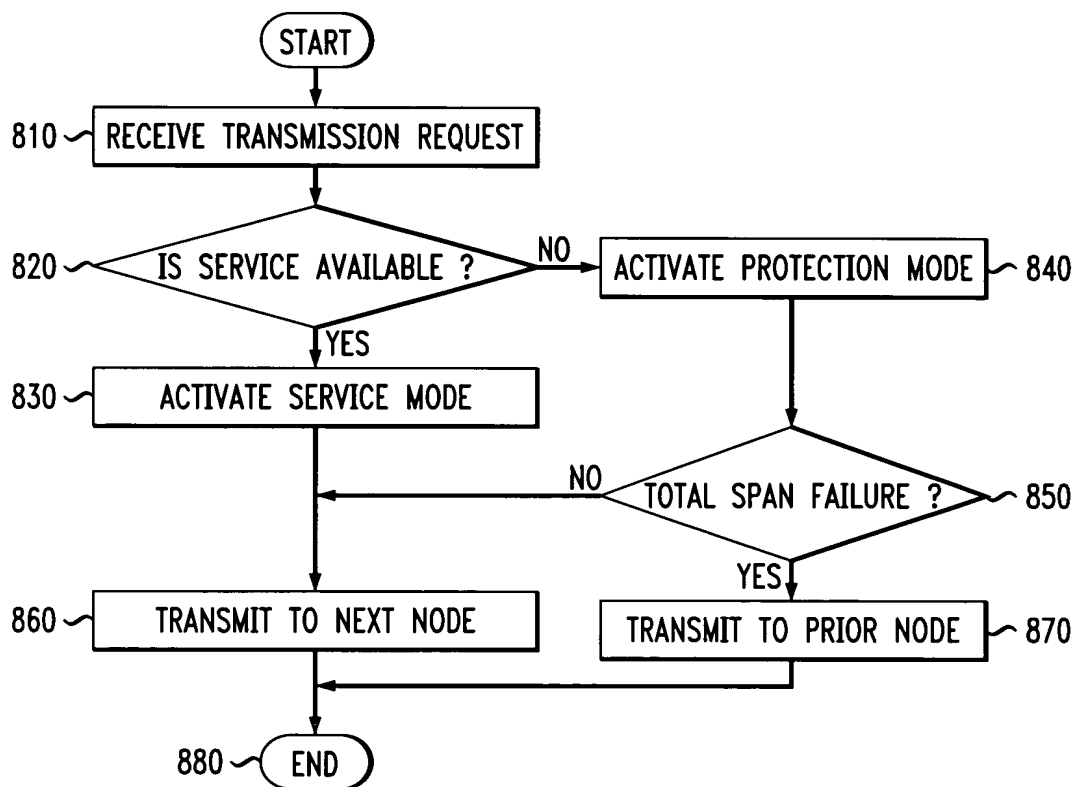 START
810 RECEIVE TRANSMISSION REQUEST
820 IS SERVICE AVAILABLE ? NO ACTIVATE PROTECTION MODE 840
YES
830 ACTIVATE SERVICE MODE
NO TOTAL SPAN FAILURE ? 850
YES
860 TRANSMIT TO NEXT NODE TRANSMIT TO PRIOR NODE 870
880 END